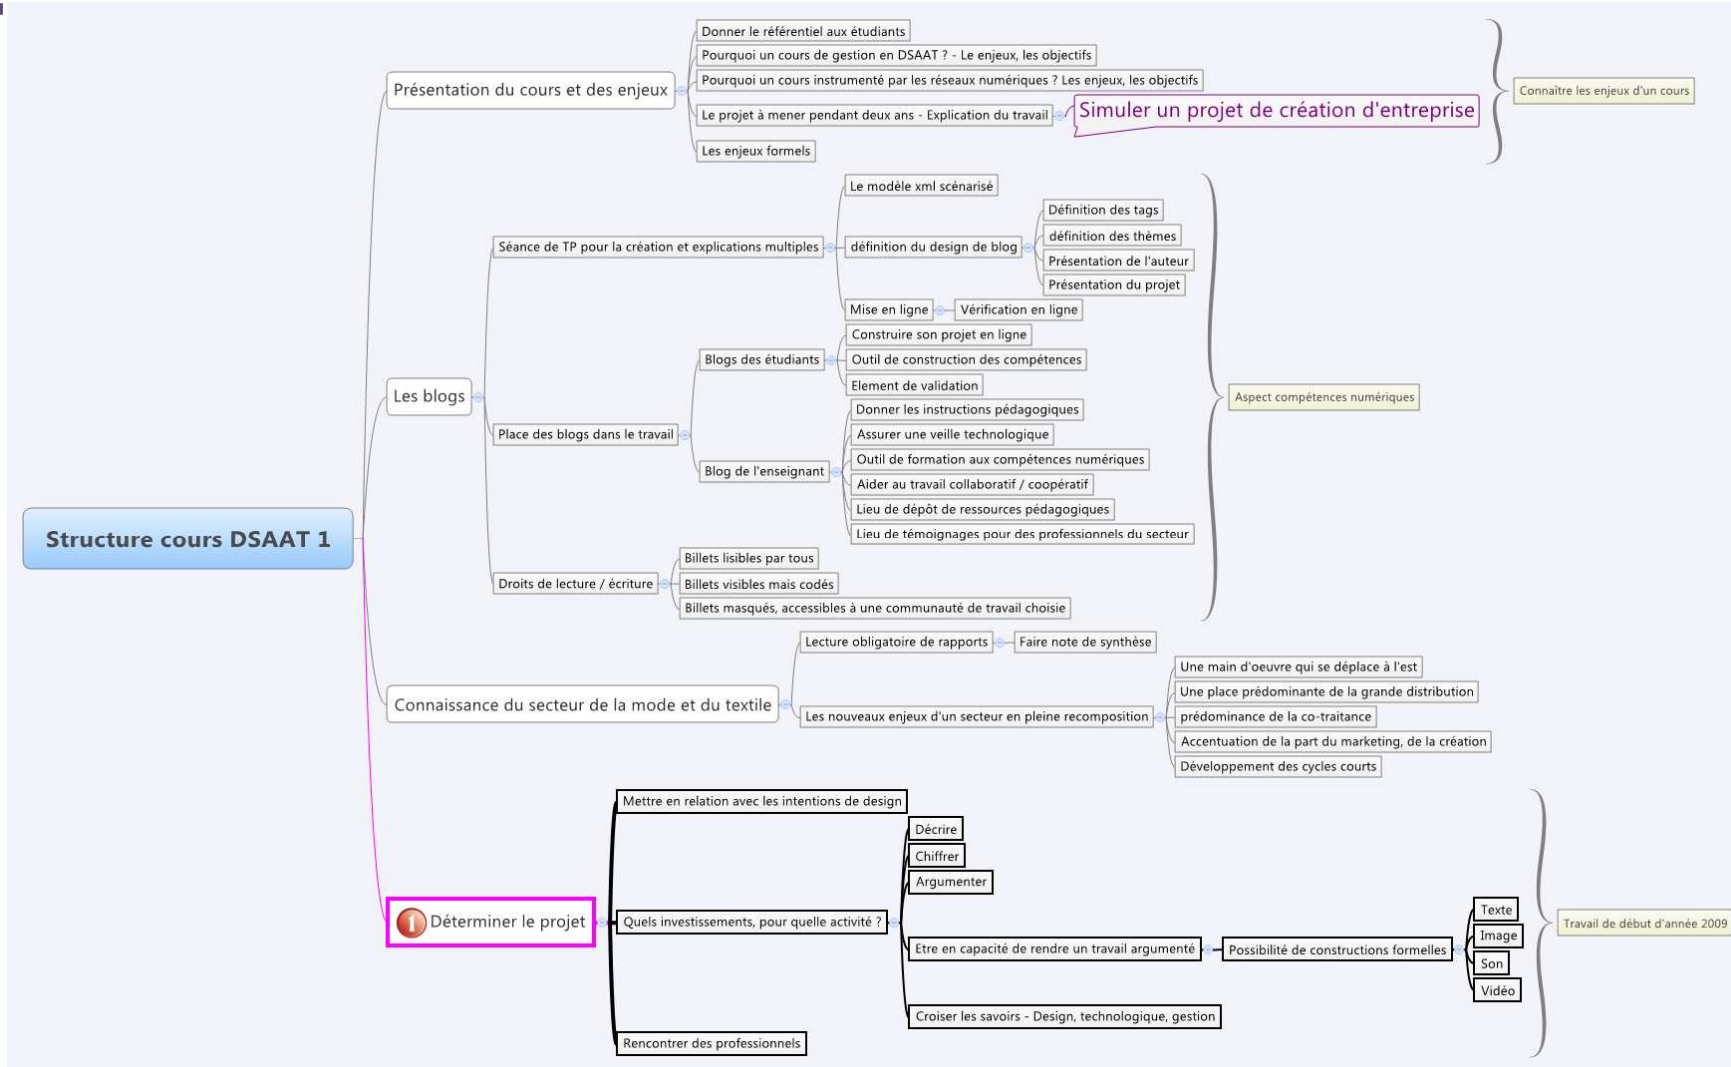 Structure cours DSAAT 1
Présentation du cours et des enjeux
Donner le référentiel aux étudiants
Pourquoi un cours de gestion en DSAAT ? - Le enjeux, les objectifs
Pourquoi un cours instrumenté par les réseaux numériques ? Les enjeux, les objectifs
Le projet à mener pendant deux ans - Explication du travail
Simuler un projet de création d'entreprise
Les enjeux formels
Connaître les enjeux d'un cours
Les blogs
Séance de TP pour la création et explications multiples
Le modèle xml scénarisé
définition du design de blog
Définition des tags
définition des thèmes
Présentation de l'auteur
Présentation du projet
Mise en ligne
Vérification en ligne
Place des blogs dans le travail
Blogs des étudiants
Construire son projet en ligne
Outil de construction des compétences
Element de validation
Blog de l'enseignant
Donner les instructions pédagogiques
Assurer une veille technologique
Outil de formation aux compétences numériques
Aider au travail collaboratif / coopératif
Lieu de dépôt de ressources pédagogiques
Lieu de témoignages pour des professionnels du secteur
Droits de lecture / écriture
Billets lisibles par tous
Billets visibles mais codés
Billets masqués, accessibles à une communauté de travail choisie
Aspect compétences numériques
Connaissance du secteur de la mode et du textile
Lecture obligatoire de rapports
Faire note de synthèse
Les nouveaux enjeux d'un secteur en pleine recomposition
Une main d'oeuvre qui se déplace à l'est
Une place prédominante de la grande distribution
prédominance de la co-traitance
Accentuation de la part du marketing, de la création
Développement des cycles courts
1 Déterminer le projet
Mettre en relation avec les intentions de design
Quels investissements, pour quelle activité ?
Décrire
Chiffrer
Argumenter
Etre en capacité de rendre un travail argumenté
Possibilité de constructions formelles
Texte
Image
Son
Vidéo
Croiser les savoirs - Design, technologique, gestion
Rencontrer des professionnels
Travail de début d'année 2009